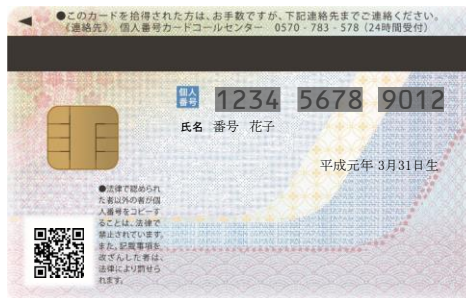 ●このカードを拾得された方は、お手数ですが、下記連絡先までご連絡ください。
《連絡先》 個人番号カードコールセンター 0570-783-578 (24時間受付)
個人番号 1234 5678 9012
氏名 番号 花子
平成元年 3月31日生
●法律で認められ
た者以外の者が個
人番号をコピーす
ることは、法律で
禁止されています。
また、記載事項を
改ざんした者は、
法律により罰せら
れます。